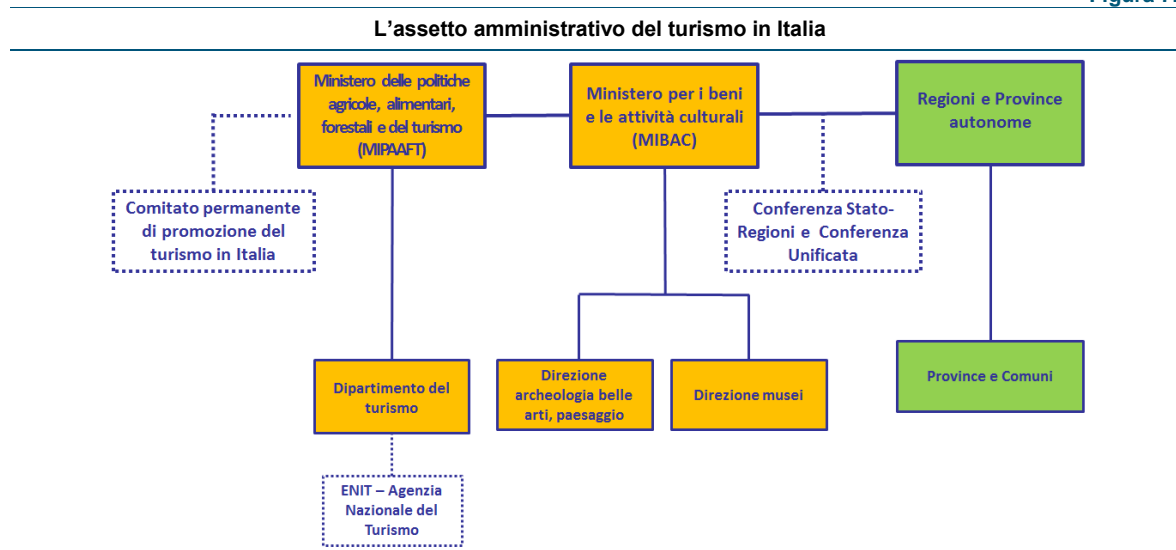 L'assetto amministrativo del turismo in Italia
Ministero delle politiche
agricole, alimentari,
forestali e del turismo
(MIPAAFT)
Ministero per i beni
e le attività culturali
(MIBAC)
Regioni e Province
autonome
Comitato permanente
di promozione del
turismo in Italia
Conferenza Stato-
Regioni e Conferenza
Unificata
Dipartimento del
turismo
Direzione
archeologia belle
arti, paesaggio
Direzione musei
Province e Comuni
ENIT – Agenzia
Nazionale del
Turismo